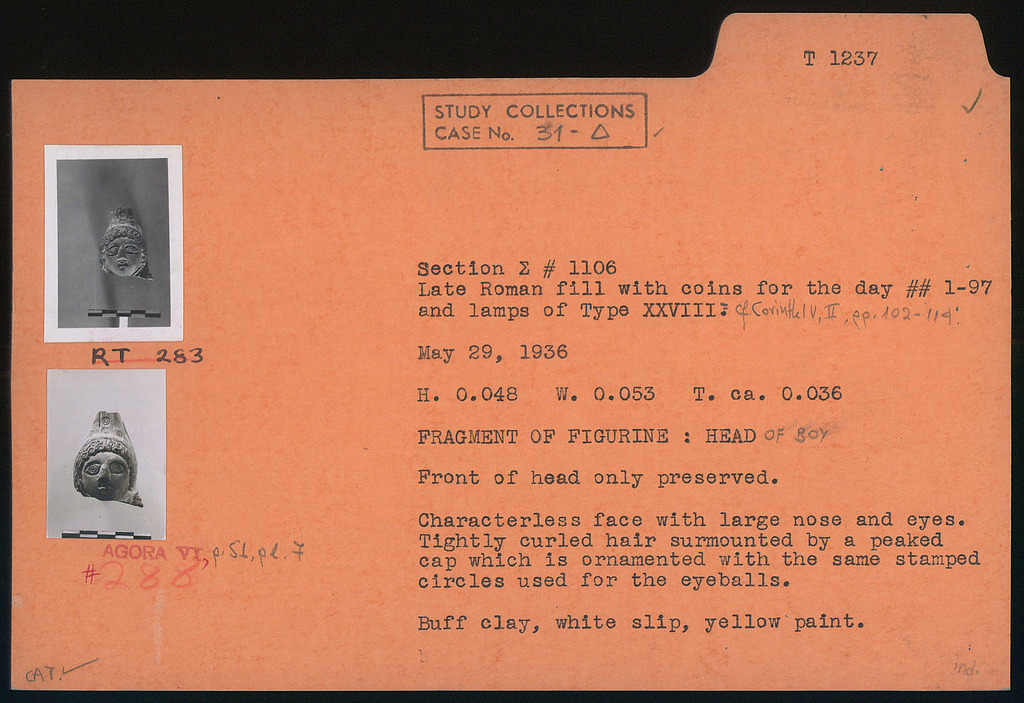 T 1237
STUDY COLLECTIONS
CASE No. 31 - Δ
Section Σ # 1106
Late Roman fill with coins for the day ## 1-97
and lamps of Type XXVIII: cf Corinth IV, II, pp. 102-114.
RT 283
May 29, 1936
H. 0.048 W. 0.053 T. ca. 0.036
FRAGMENT OF FIGURINE : HEAD OF BOY
Front of head only preserved.
Characterless face with large nose and eyes.
Tightly curled hair surmounted by a peaked
cap which is ornamented with the same stamped
circles used for the eyeballs.
AGORA VI, pl. 7
#288
Buff clay, white slip, yellow paint.
CAT.